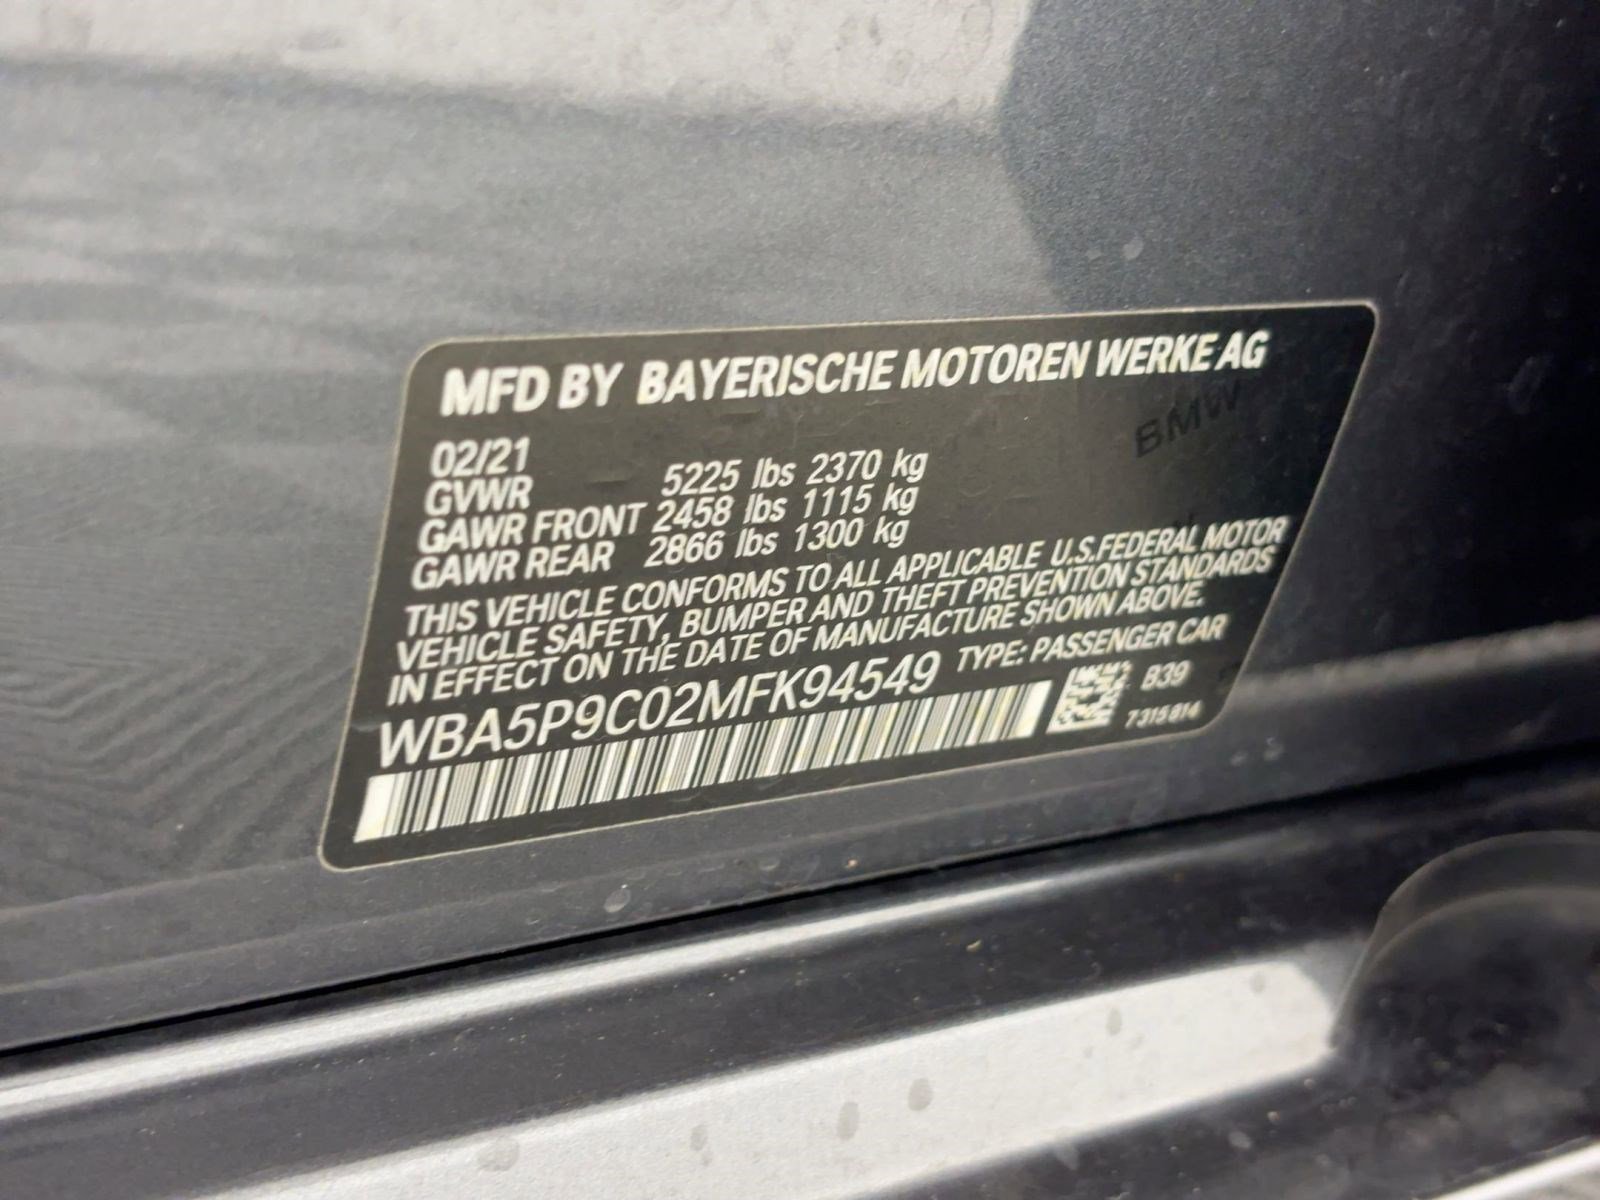 MFD BY BAYERISCHE MOTOREN WERKE AG
BMW
02/21
GVWR 5225 lbs 2370 kg
GAWR FRONT 2458 lbs 1115 kg
GAWR REAR 2866 lbs 1300 kg
THIS VEHICLE CONFORMS TO ALL APPLICABLE U.S.FEDERAL MOTOR
VEHICLE SAFETY, BUMPER AND THEFT PREVENTION STANDARDS
IN EFFECT ON THE DATE OF MANUFACTURE SHOWN ABOVE.
WBA5P9C02MFK94549 TYPE: PASSENGER CAR
B39
7315814